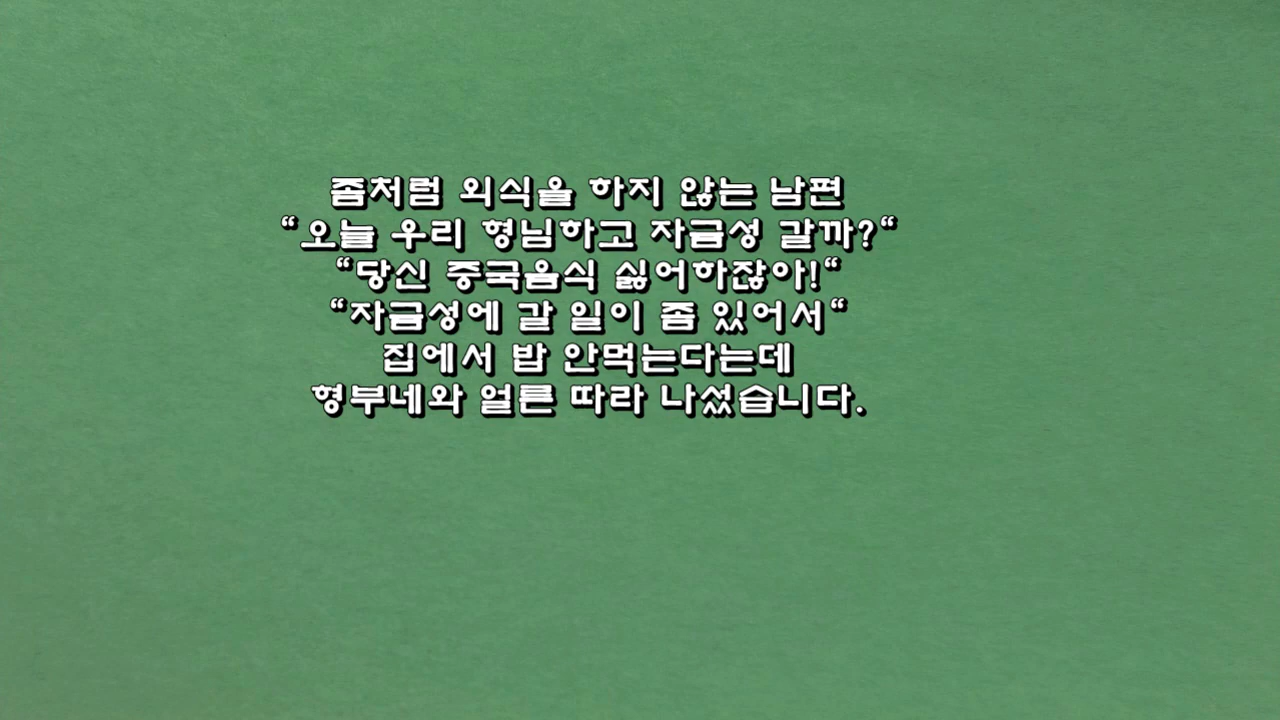 좀처럼 외식을 하지 않는 남편
“오늘 우리 형님하고 자금성 갈까?“
“당신 중국음식 싫어하잖아!“
“자금성에 갈 일이 좀 있어서“
집에서 밥 안먹는다는데
형부네와 얼른 따라 나섰습니다.